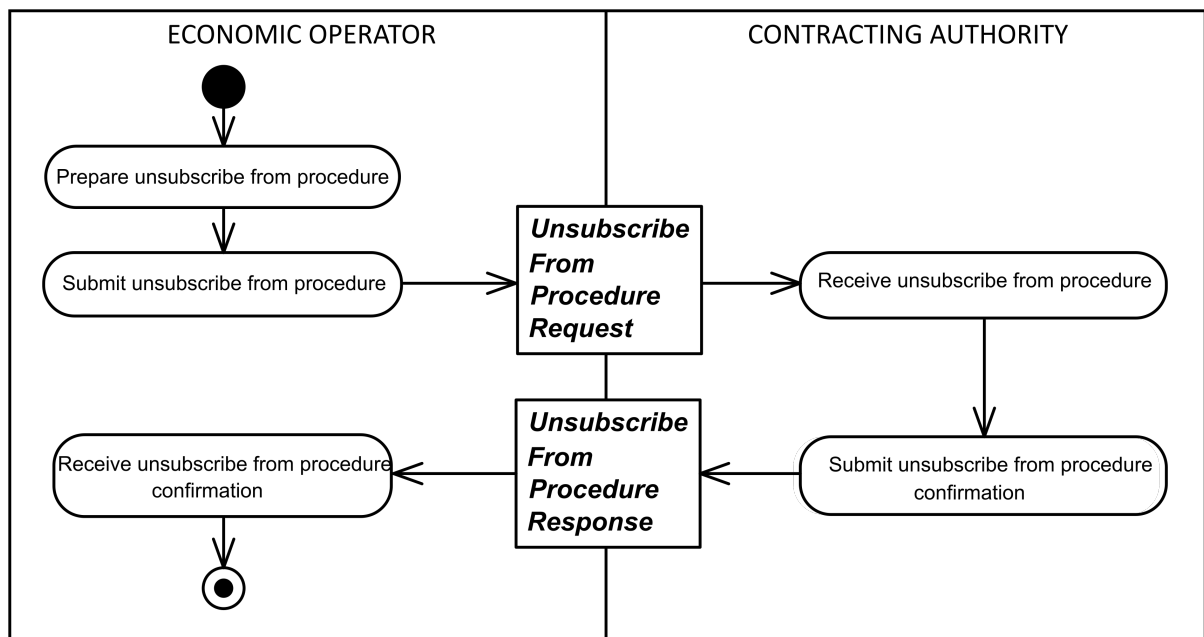 ECONOMIC OPERATOR
CONTRACTING AUTHORITY
Prepare unsubscribe from procedure
Submit unsubscribe from procedure
Unsubscribe
From
Procedure
Request
Receive unsubscribe from procedure
Receive unsubscribe from procedure
confirmation
Unsubscribe
From
Procedure
Response
Submit unsubscribe from procedure
confirmation